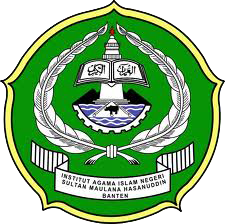 INSTITUT AGAMA ISLAM NEGERI
SULTAN MAULANA HASANUDDIN
BANTEN